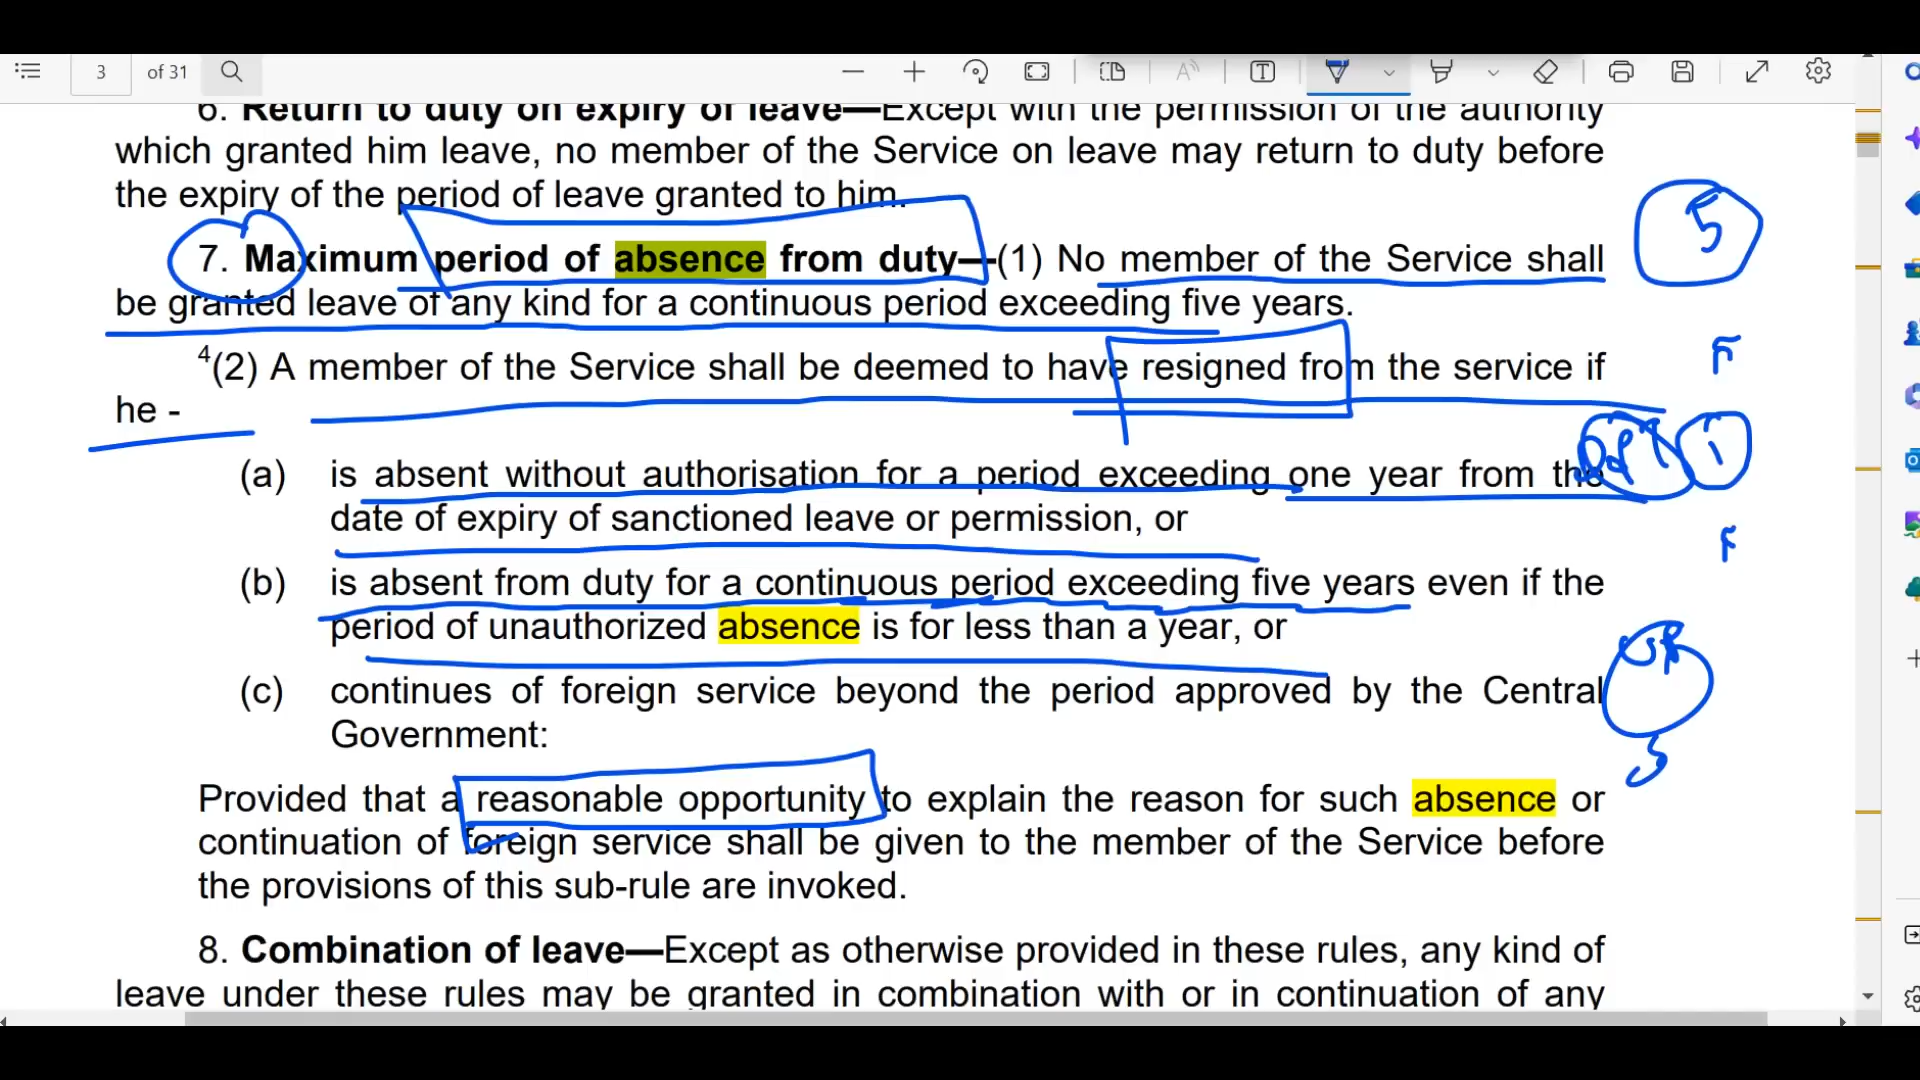 3 of 31
6. Return to duty on expiry of leave—Except with the permission of the authority
which granted him leave, no member of the Service on leave may return to duty before
the expiry of the period of leave granted to him.
5
7. Maximum period of absence from duty—(1) No member of the Service shall
be granted leave of any kind for a continuous period exceeding five years.
4(2) A member of the Service shall be deemed to have resigned from the service if
he -
(a) is absent without authorisation for a period exceeding one year from the
1
date of expiry of sanctioned leave or permission, or
(b) is absent from duty for a continuous period exceeding five years even if the
period of unauthorized absence is for less than a year, or
(c) continues of foreign service beyond the period approved by the Central
Government:
Provided that a reasonable opportunity to explain the reason for such absence or
continuation of foreign service shall be given to the member of the Service before
the provisions of this sub-rule are invoked.
8. Combination of leave—Except as otherwise provided in these rules, any kind of
leave under these rules may be granted in combination with or in continuation of any